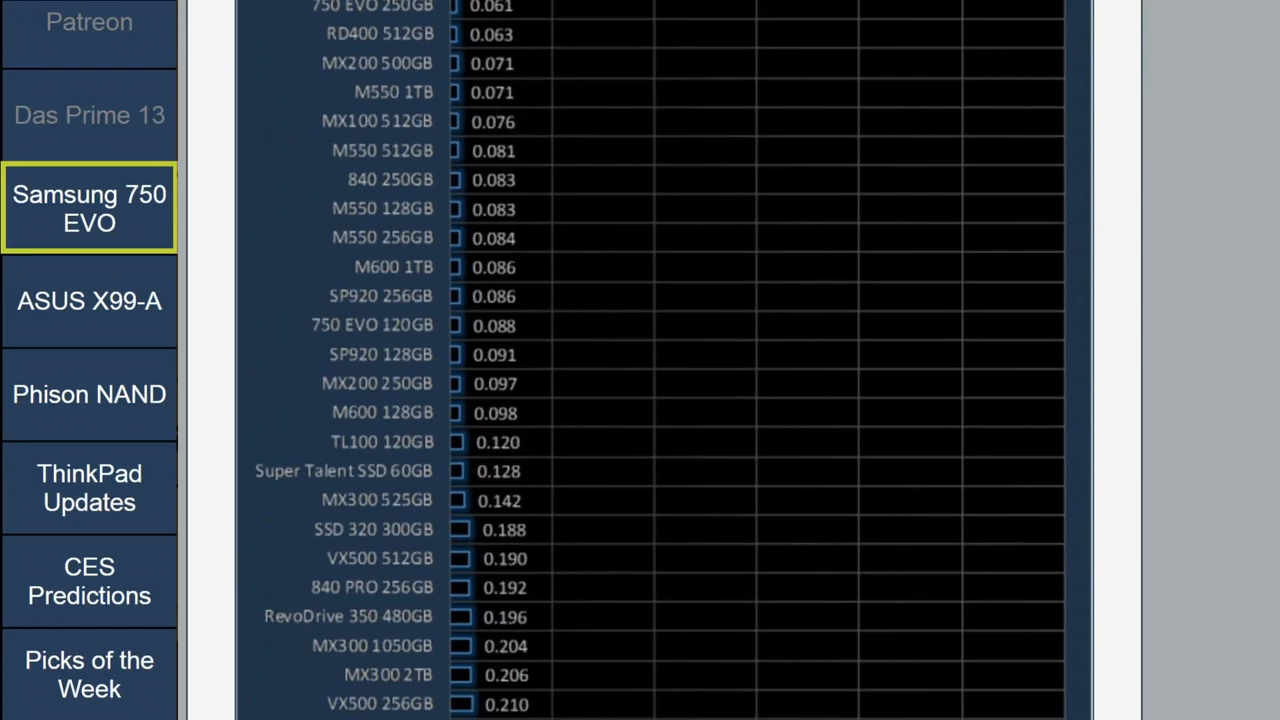 Patreon
Das Prime 13
Samsung 750
EVO
ASUS X99-A
Phison NAND
ThinkPad
Updates
CES
Predictions
Picks of the
Week
750 EVO 250GB 0.061
RD400 512GB 0.063
MX200 500GB 0.071
M550 1TB 0.071
MX100 512GB 0.076
M550 512GB 0.081
840 250GB 0.083
M550 128GB 0.083
M550 256GB 0.084
M600 1TB 0.086
SP920 256GB 0.086
750 EVO 120GB 0.088
SP920 128GB 0.091
MX200 250GB 0.097
M600 128GB 0.098
TL100 120GB 0.120
Super Talent SSD 60GB 0.128
MX300 525GB 0.142
SSD 320 300GB 0.188
VX500 512GB 0.190
840 PRO 256GB 0.192
RevoDrive 350 480GB 0.196
MX300 1050GB 0.204
MX300 2TB 0.206
VX500 256GB 0.210